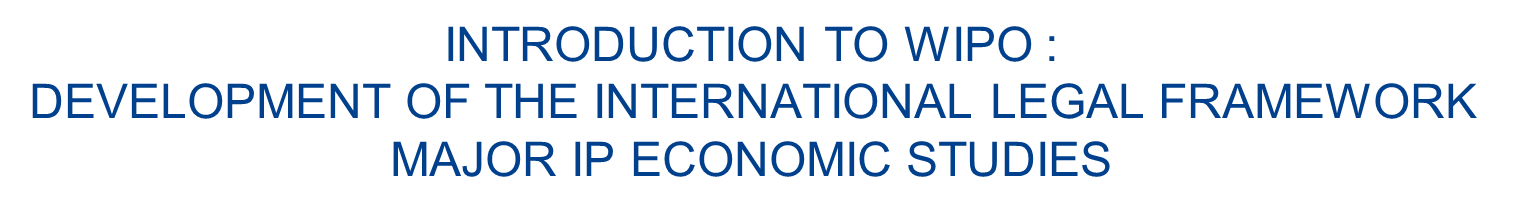 INTRODUCTION TO WIPO :
DEVELOPMENT OF THE INTERNATIONAL LEGAL FRAMEWORK
MAJOR IP ECONOMIC STUDIES